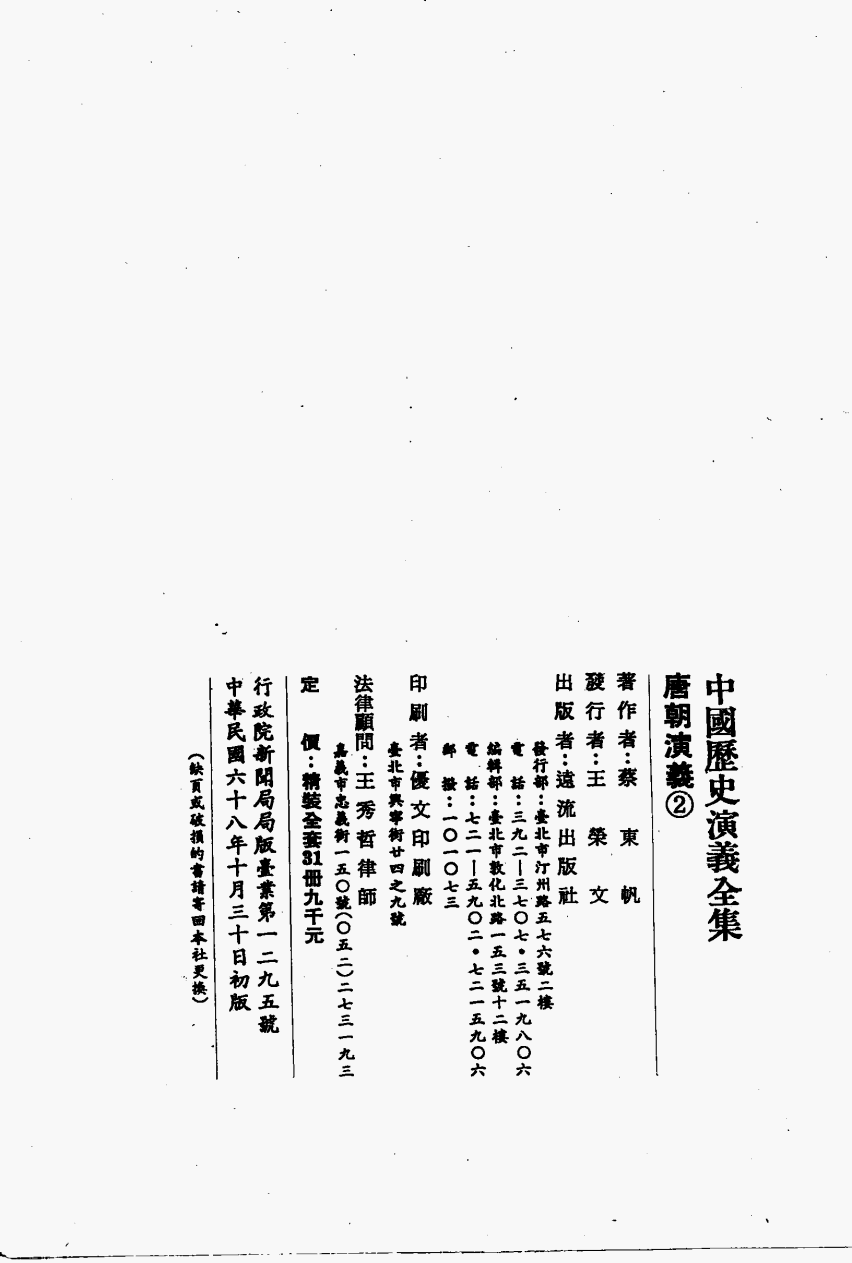 中國歷史演義全集
唐朝演義②
著作者：蔡東帆
發行者：王榮文
出版者：遠流出版社
發行部：臺北市汀州路五七六號二樓
電話：三九二—三七〇七・三五一九八〇六
編輯部：臺北市敦化北路一五三號十二樓
電話：七二一—五九〇二・七二一五九〇六
郵撥：一〇一〇七三
印刷者：優文印刷廠
臺北市興寧街廿四之九號
法律顧問：王秀哲律師
嘉義市忠義街一五〇號(〇五二)二七三一九三
定價：精裝全套31冊九千元
行政院新聞局局版臺業第一二九五號
中華民國六十八年十月三十日初版
（缺頁或破損的書請寄回本社更換）